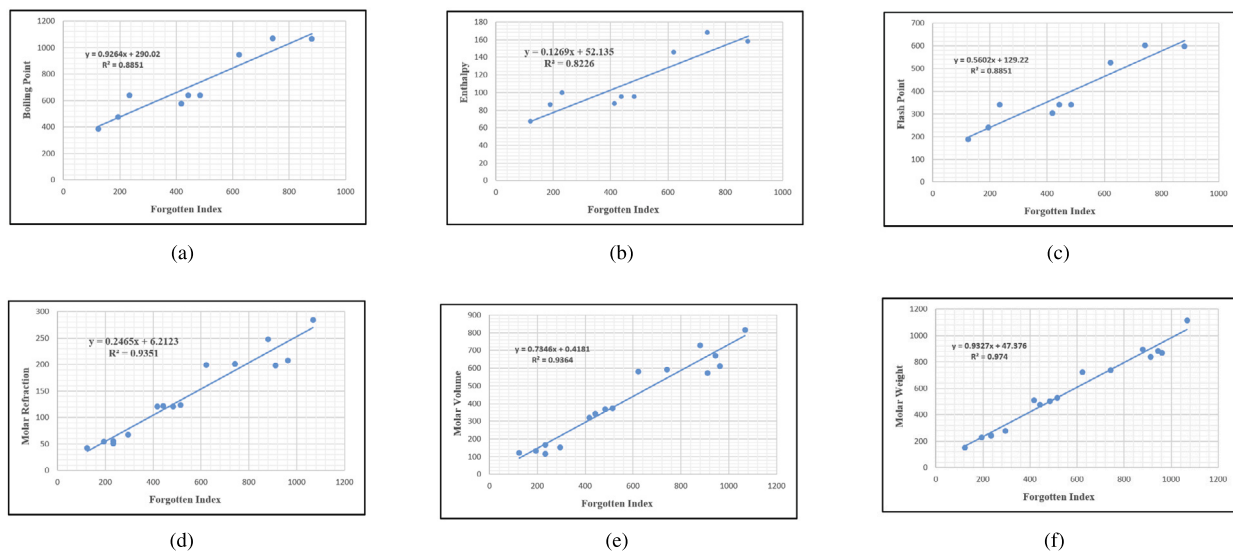 1200
1000
800
600
400
200
0
y = 0.9264x + 290.02
R² = 0.8851
Boiling Point
0 200 400 600 800 1000
Forgotten Index
(a)
180
160
140
120
100
80
60
40
20
0
y = 0.1269x + 52.135
R² = 0.8226
Enthalpy
0 200 400 600 800 1000
Forgotten Index
(b)
700
600
500
400
300
200
100
0
y = 0.5602x + 129.22
R² = 0.8851
Flash Point
0 200 400 600 800 1000
Forgotten Index
(c)
300
250
200
150
100
50
0
y = 0.2465x + 6.2123
R² = 0.9351
Molar Refraction
0 200 400 600 800 1000 1200
Forgotten Index
(d)
900
800
700
600
500
400
300
200
100
0
y = 0.7346x + 0.4181
R² = 0.9364
Molar Volume
0 200 400 600 800 1000 1200
Forgotten Index
(e)
1200
1000
800
600
400
200
0
y = 0.9327x + 47.376
R² = 0.974
Molar Weight
0 200 400 600 800 1000 1200
Forgotten Index
(f)